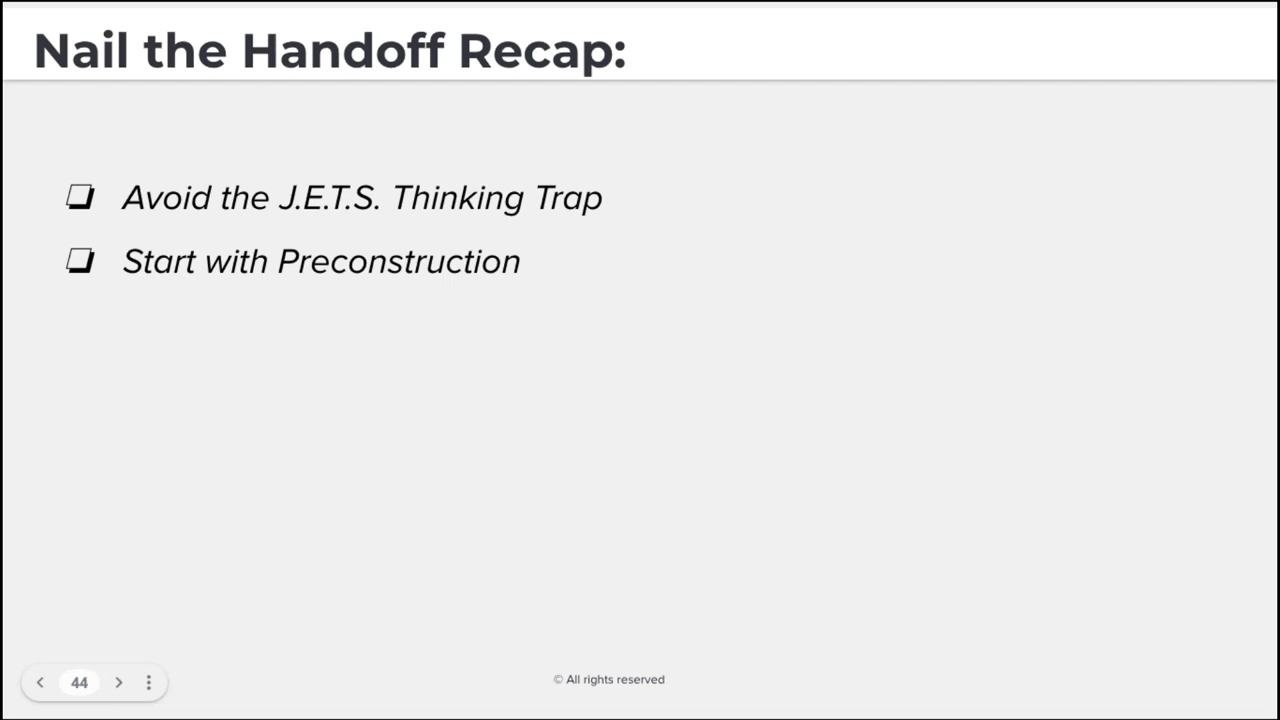 Nail the Handoff Recap:
❏ Avoid the J.E.T.S. Thinking Trap
❏ Start with Preconstruction
44
© All rights reserved